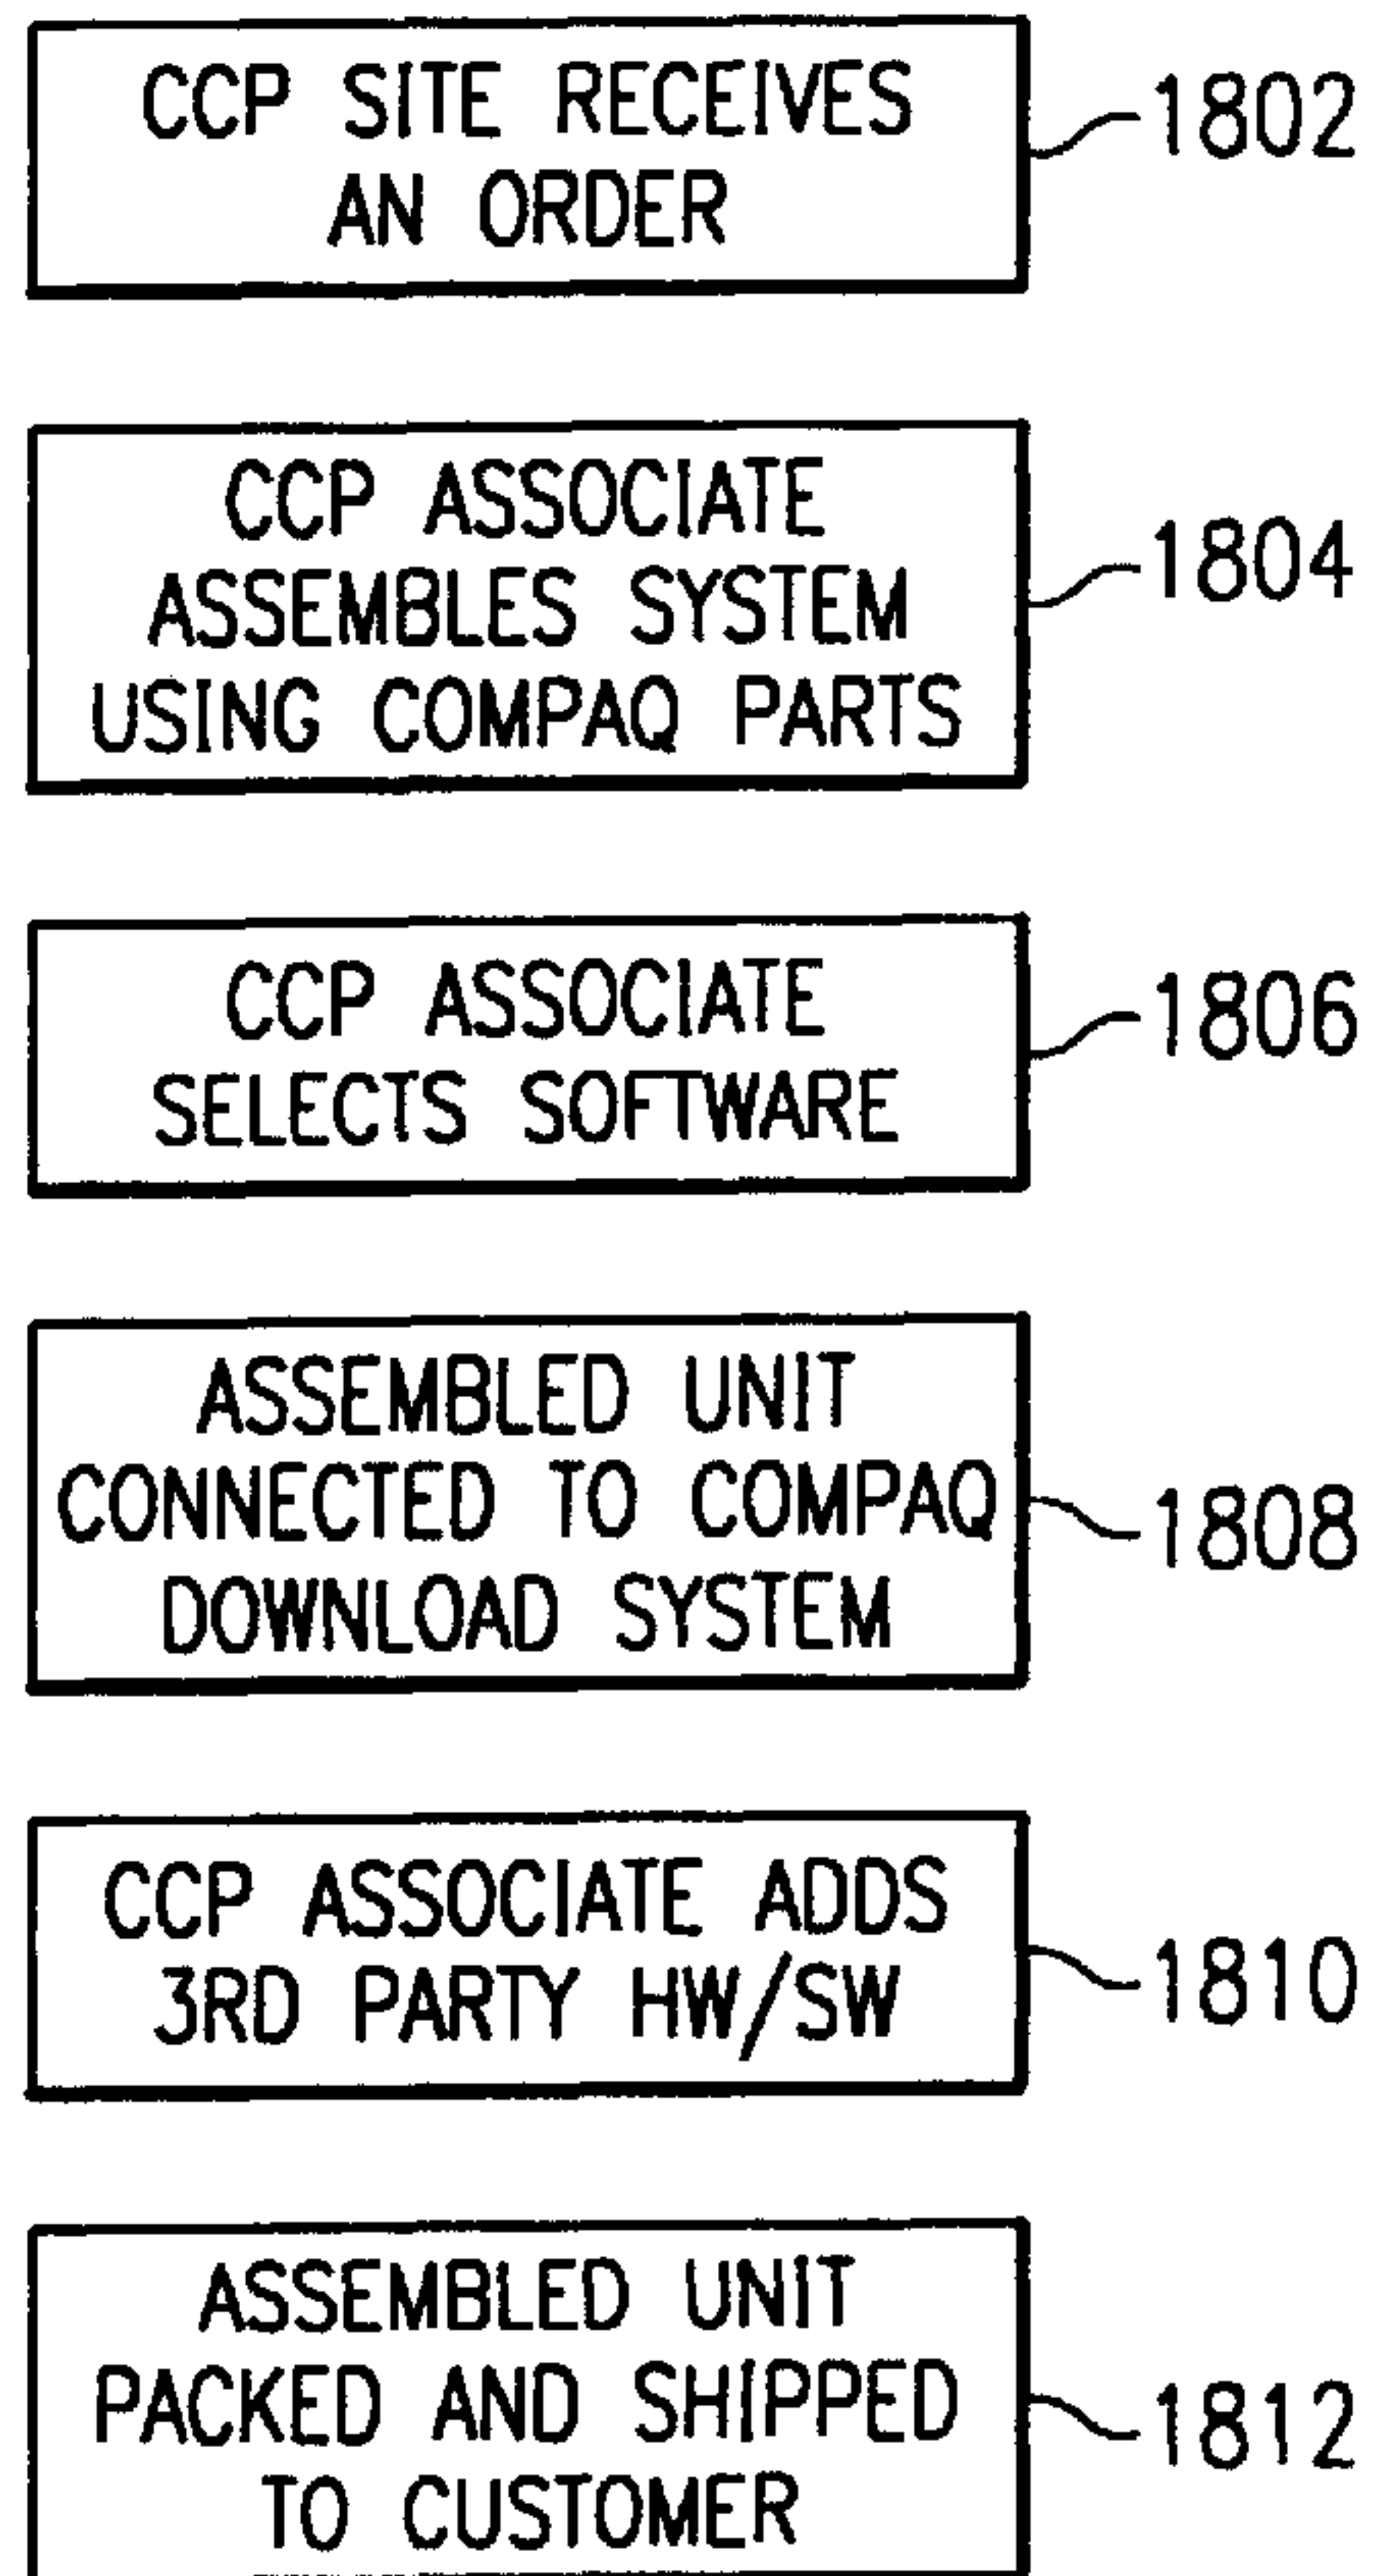 CCP SITE RECEIVES
AN ORDER
1802
CCP ASSOCIATE
ASSEMBLES SYSTEM
USING COMPAQ PARTS
1804
CCP ASSOCIATE
SELECTS SOFTWARE
1806
ASSEMBLED UNIT
CONNECTED TO COMPAQ
DOWNLOAD SYSTEM
1808
CCP ASSOCIATE ADDS
3RD PARTY HW/SW
1810
ASSEMBLED UNIT
PACKED AND SHIPPED
TO CUSTOMER
1812